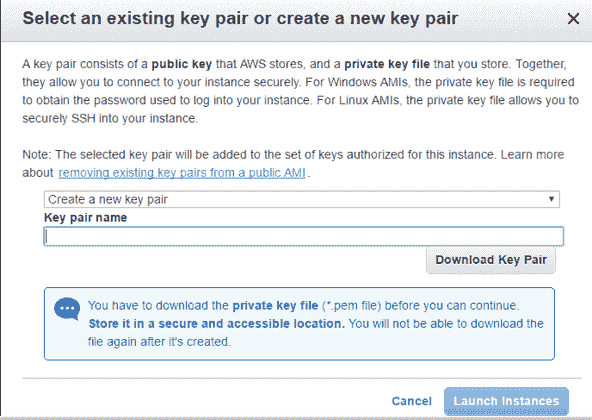 Select an existing key pair or create a new key pair
A key pair consists of a public key that AWS stores, and a private key file that you store. Together,
they allow you to connect to your instance securely. For Windows AMIs, the private key file is required
to obtain the password used to log into your instance. For Linux AMIs, the private key file allows you to
securely SSH into your instance.
Note: The selected key pair will be added to the set of keys authorized for this instance. Learn more
about removing existing key pairs from a public AMI.
Create a new key pair
Key pair name
Download Key Pair
You have to download the private key file (*.pem file) before you can continue.
Store it in a secure and accessible location. You will not be able to download the
file again after it's created.
Cancel Launch Instances